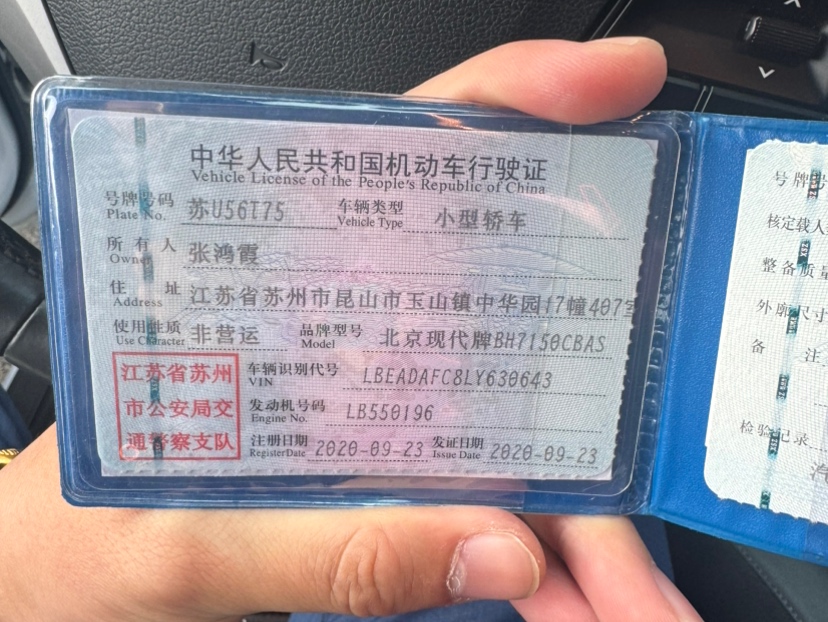 中华人民共和国机动车行驶证
Vehicle License of the People's Republic of China
号牌号码 苏U56T75 车辆类型 小型轿车
Plate No. Vehicle Type
所有人 张鸿霞
Owner
住址 江苏省苏州市昆山市玉山镇中华园17幢407室
Address
使用性质 非营运 品牌型号 北京现代牌BH7150CBAS
Use Character Model
江苏省苏州
市公安局交
通警察支队
车辆识别代号 LBEADAFC8LY630643
VIN
发动机号码 LB550196
Engine No.
注册日期 2020-09-23 发证日期 2020-09-23
Register Date Issue Date
号牌号
核定载人
整备质量
外廓尺寸
备注
检验记录